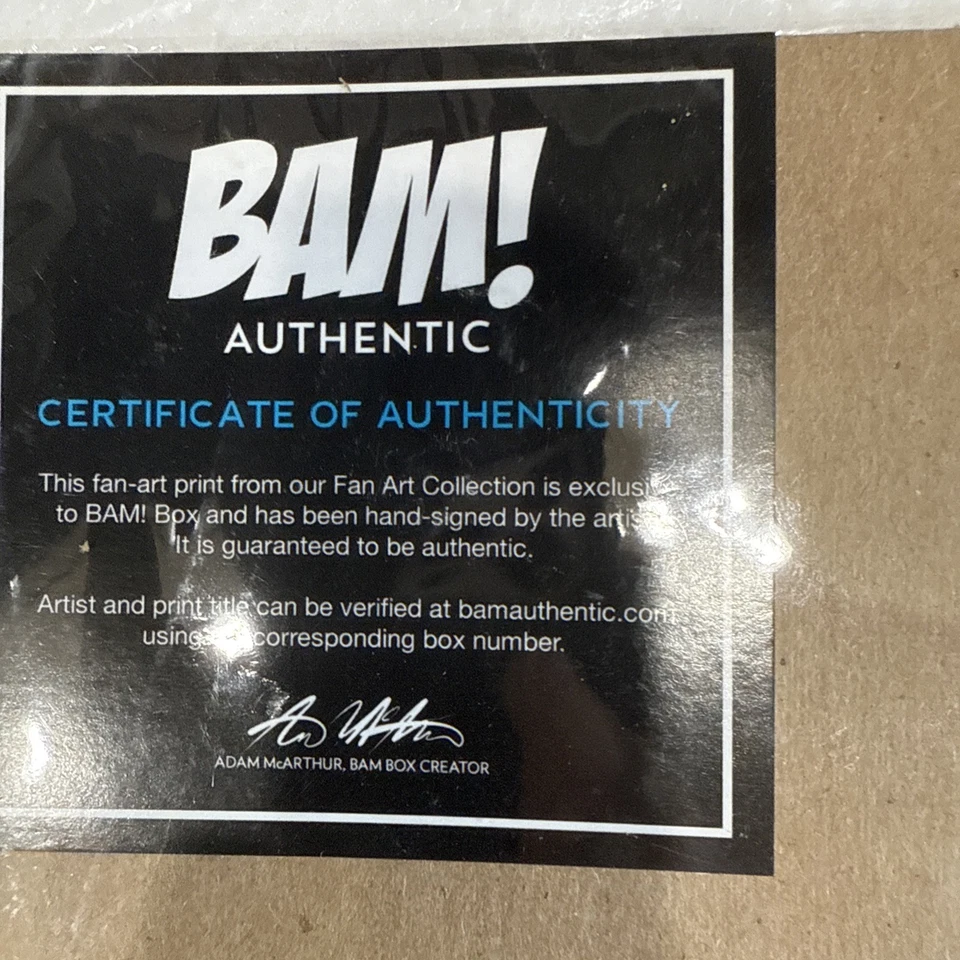 BAM!
AUTHENTIC
CERTIFICATE OF AUTHENTICITY
This fan-art print from our Fan Art Collection is
to BAM! Box and has been hand-signed by the
It is guaranteed to be authentic.
Artist and print title can be verified at bamauthentic.com
using corresponding box number.
ADAM McARTHUR, BAM BOX CREATOR